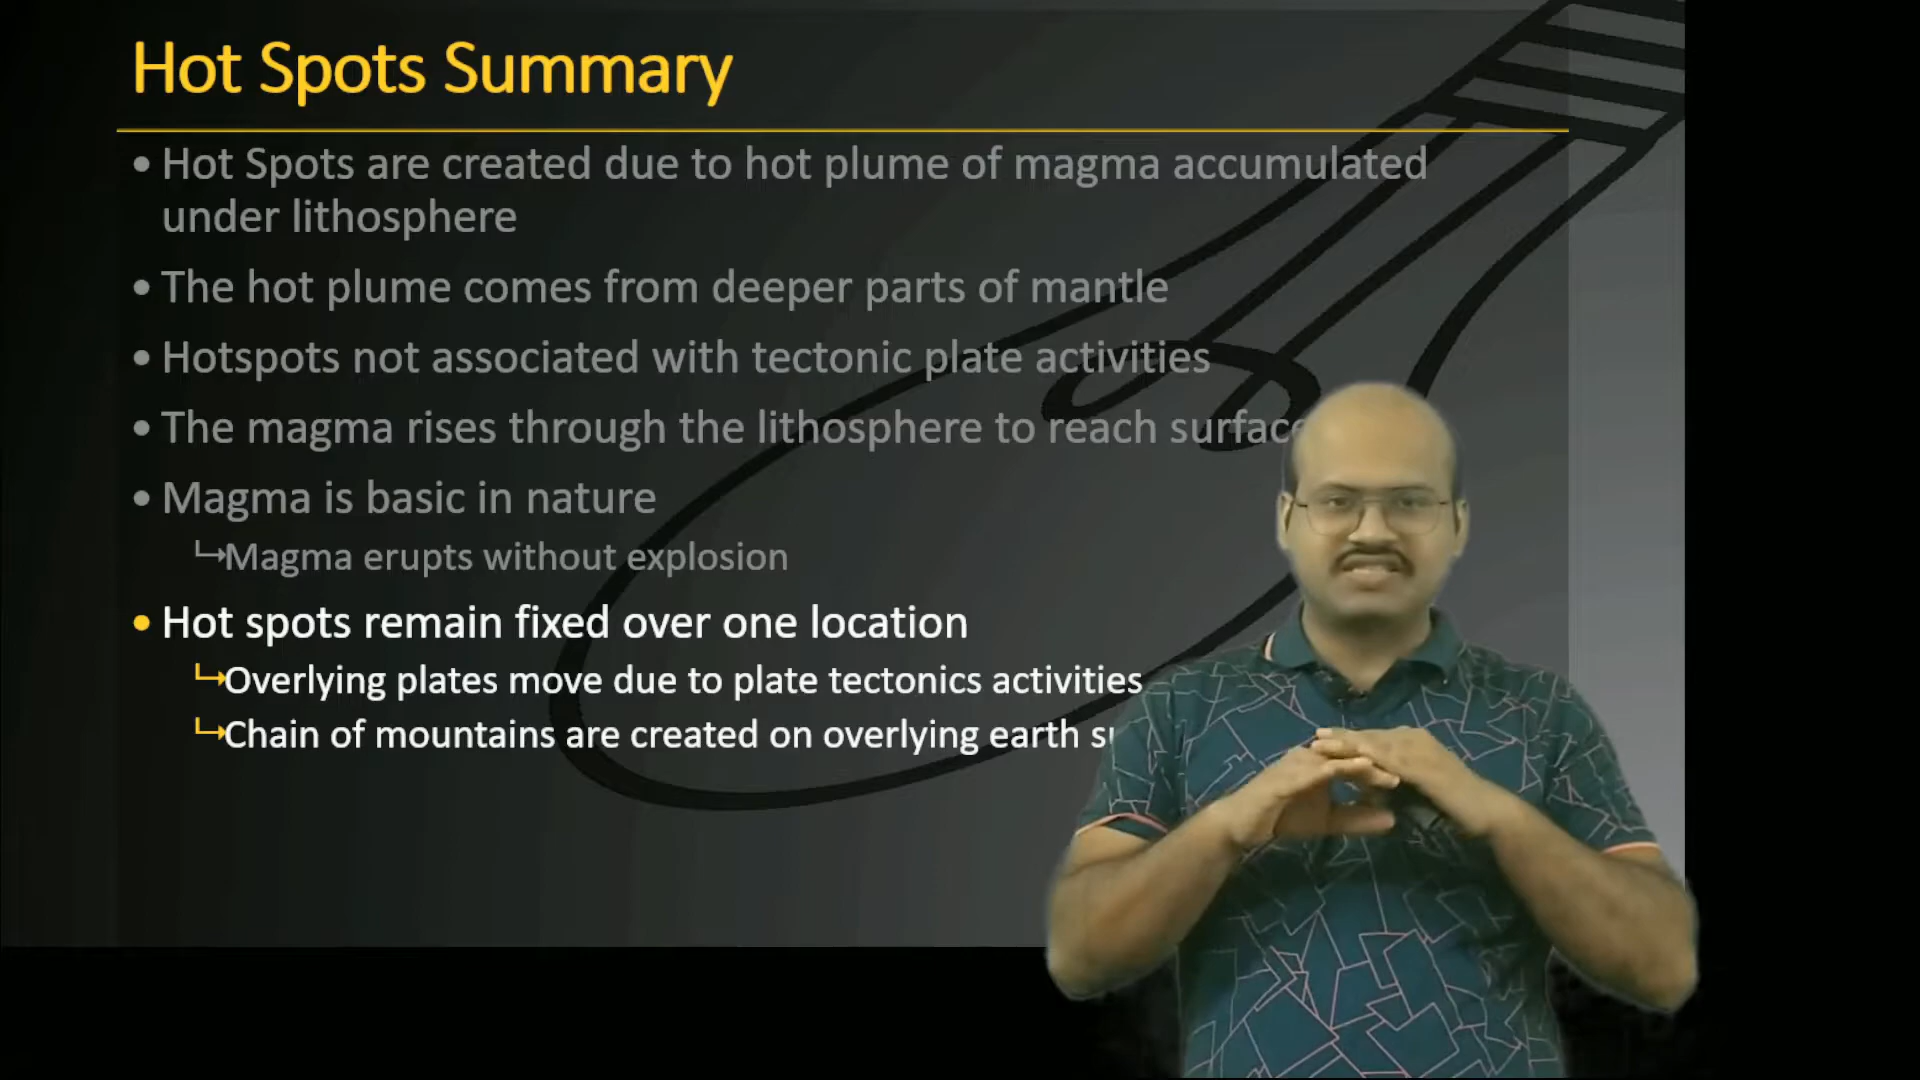 Hot Spots Summary
• Hot Spots are created due to hot plume of magma accumulated
under lithosphere
• The hot plume comes from deeper parts of mantle
• Hotspots not associated with tectonic plate activities
• The magma rises through the lithosphere to reach surface
• Magma is basic in nature
↳Magma erupts without explosion
• Hot spots remain fixed over one location
↳Overlying plates move due to plate tectonics activities
↳Chain of mountains are created on overlying earth